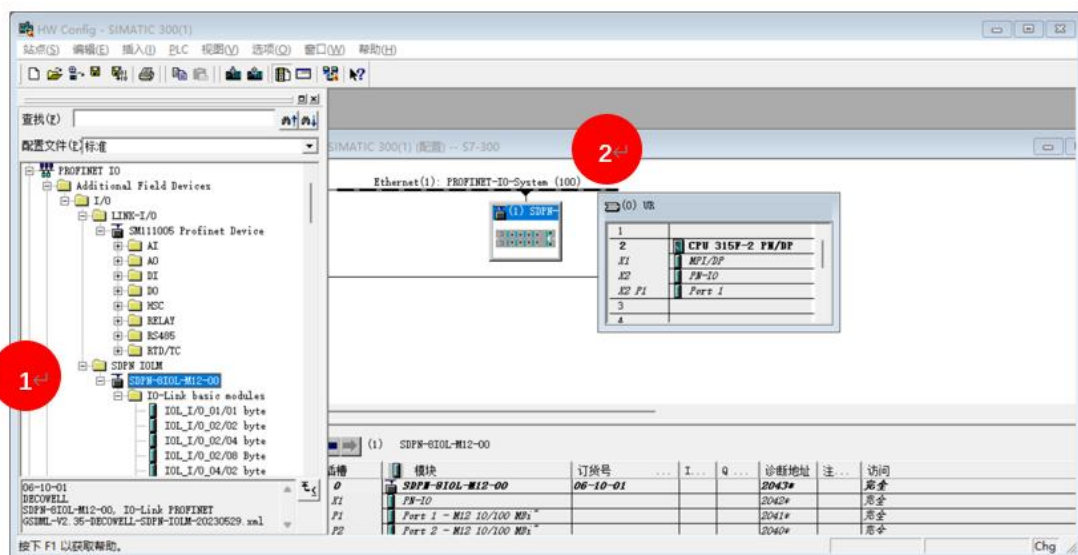 HW Config - SIMATIC 300(1)
站点(S) 编辑(E) 插入(I) PLC 视图(V) 选项(O) 窗口(W) 帮助(H)
查找(F)
配置文件(E) 标准
PROFINET IO
Additional Field Devices
I/O
LINK-I/O
SM111005 Profinet Device
AI
AO
DI
DO
HSC
RELAY
RS485
RTD/TC
SDPN IOLM
1
SDPN-8IOL-M12-00
IO-Link basic modules
IOL_I/O_01/01 byte
IOL_I/O_02/02 byte
IOL_I/O_02/04 byte
IOL_I/O_02/08 byte
IOL_I/O_04/02 byte
06-10-01
DECOWELL
SDPN-8IOL-M12-00, IO-Link PROFINET
GSDML-V2.35-DECOWELL-SDPN-IOLM-20230529.xml
SIMATIC 300(1) (配置) -- S7-300
2
Ethernet(1): PROFINET-IO-System (100)
(1) SDPN-
(0) UR
1
2 CPU 315F-2 PN/DP
X1 MPI/DP
X2 PN-IO
X2 P1 Port 1
3
4
(1) SDPN-8IOL-M12-00
插槽 模块 订货号 ... I... Q ... 诊断地址 注... 访问
0 SDPN-8IOL-M12-00 06-10-01 2043* 完全
X1 PN-IO 2042* 完全
P1 Port 1 - M12 10/100 MBi 2041* 完全
P2 Port 2 - M12 10/100 MBi 2040* 完全
按下 F1 以获取帮助。
Chg